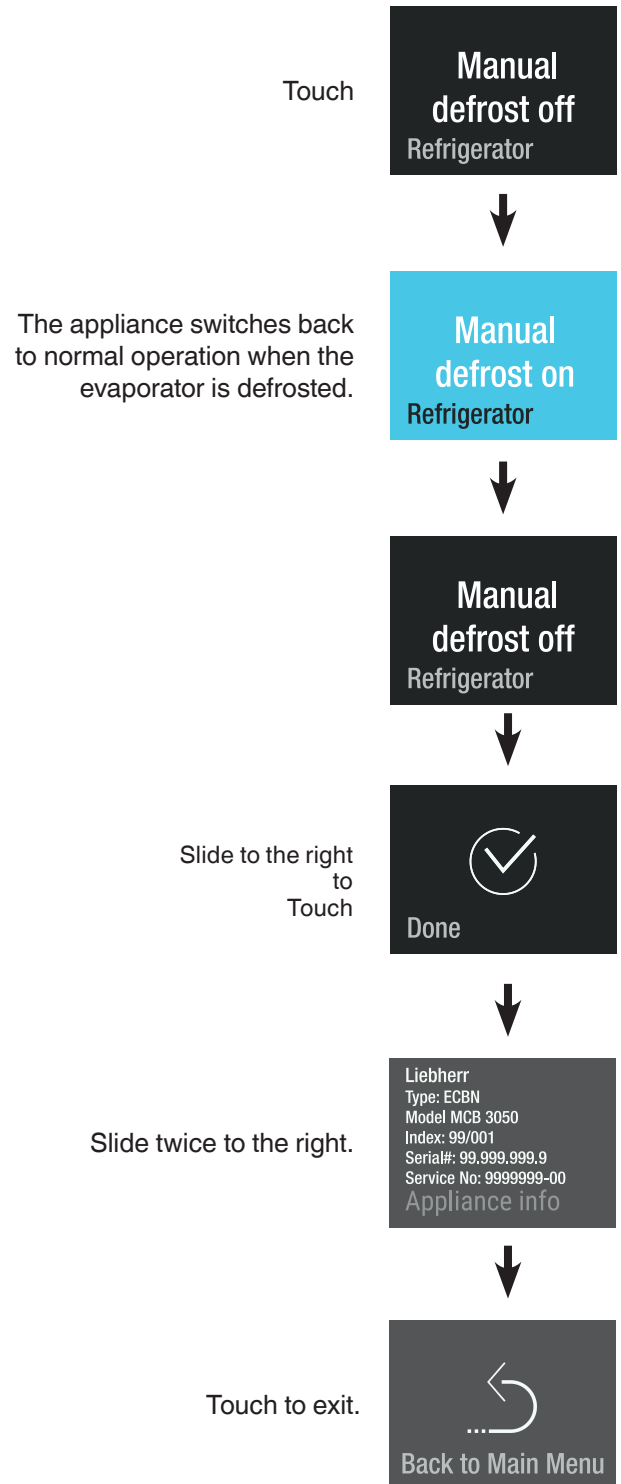 Touch
Manual
defrost off
Refrigerator
The appliance switches back
to normal operation when the
evaporator is defrosted.
Manual
defrost on
Refrigerator
Manual
defrost off
Refrigerator
Slide to the right
to
Touch
Done
Slide twice to the right.
Liebherr
Type: ECBN
Model MCB 3050
Index: 99/001
Serial#: 99.999.999.9
Service No: 9999999-00
Appliance info
Touch to exit.
Back to Main Menu